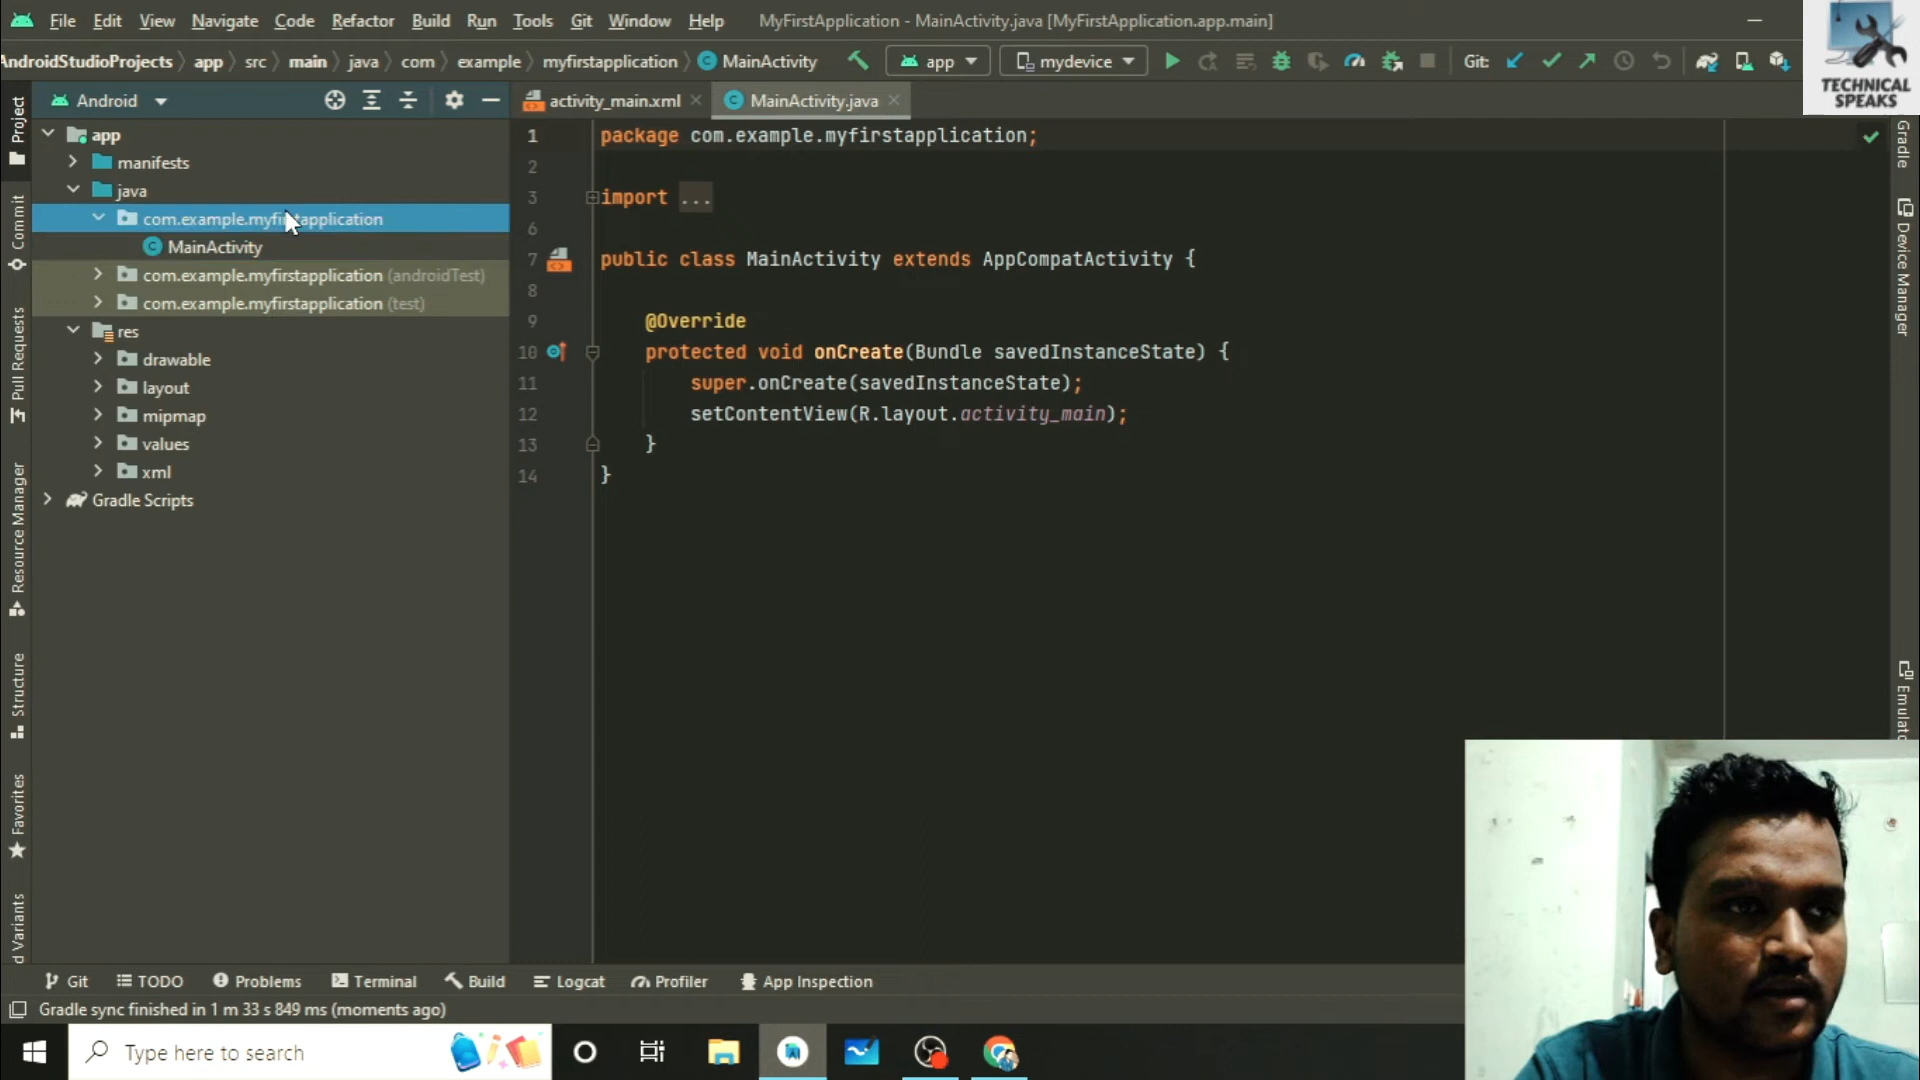 File Edit View Navigate Code Refactor Build Run Tools Git Window Help MyFirstApplication - MainActivity.java [MyFirstApplication.app.main]
AndroidStudioProjects app src main java com example myfirstapplication MainActivity app mydevice Git:
TECHNICAL
SPEAKS
Android activity_main.xml MainActivity.java
Project
Commit
Pull Requests
Resource Manager
Structure
Favorites
d Variants
app
manifests
java
com.example.myfirstapplication
MainActivity
com.example.myfirstapplication (androidTest)
com.example.myfirstapplication (test)
res
drawable
layout
mipmap
values
xml
Gradle Scripts
1 package com.example.myfirstapplication;
2
3 import ...
6
7 public class MainActivity extends AppCompatActivity {
8
9 @Override
10 protected void onCreate(Bundle savedInstanceState) {
11 super.onCreate(savedInstanceState);
12 setContentView(R.layout.activity_main);
13 }
14 }
Gradle
Device Manager
Emulato
Git TODO Problems Terminal Build Logcat Profiler App Inspection
Gradle sync finished in 1 m 33 s 849 ms (moments ago)
Type here to search